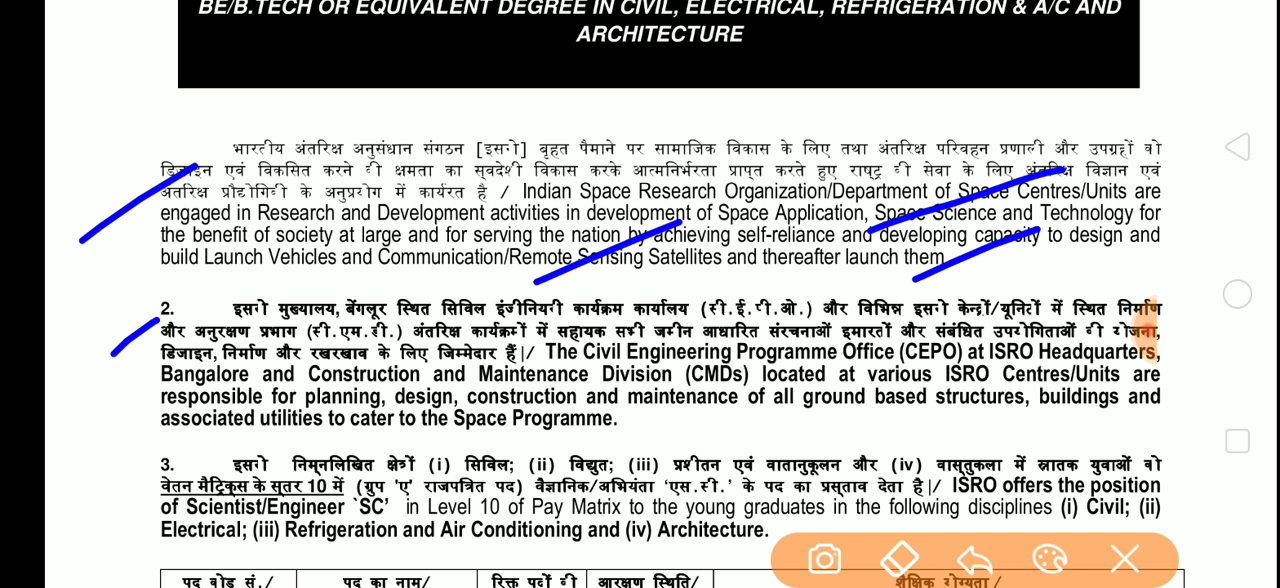 BE/B.TECH OR EQUIVALENT DEGREE IN CIVIL, ELECTRICAL, REFRIGERATION & A/C AND
ARCHITECTURE
भारतीय अंतरिक्ष अनुसंधान संगठन [इसरो] बृहत पैमाने पर सामाजिक विकास के लिए तथा अंतरिक्ष परिवहन प्रणाली और उपग्रहों को
डिजाइन एवं विकसित करने की क्षमता का स्वदेशी विकास करके आत्मनिर्भरता प्राप्त करते हुए राष्ट्र की सेवा के लिए अंतरिक्ष विज्ञान एवं
अंतरिक्ष प्रौद्योगिकी के अनुप्रयोग में कार्यरत है / Indian Space Research Organization/Department of Space Centres/Units are
engaged in Research and Development activities in development of Space Application, Space Science and Technology for
the benefit of society at large and for serving the nation by achieving self-reliance and developing capacity to design and
build Launch Vehicles and Communication/Remote Sensing Satellites and thereafter launch them
2. इसरो मुख्यालय, बेंगलूर स्थित सिविल इंजीनियरी कार्यक्रम कार्यालय (सी.ई.पी.ओ.) और विभिन्न इसरो केन्द्रों/यूनिटों में स्थित निर्माण
और अनुरक्षण प्रभाग (सी.एम.डी.) अंतरिक्ष कार्यक्रमों में सहायक सभी जमीन आधारित संरचनाओं इमारतों और संबंधित उपयोगिताओं की योजना,
डिजाइन, निर्माण और रखरखाव के लिए जिम्मेदार हैं|/ The Civil Engineering Programme Office (CEPO) at ISRO Headquarters,
Bangalore and Construction and Maintenance Division (CMDs) located at various ISRO Centres/Units are
responsible for planning, design, construction and maintenance of all ground based structures, buildings and
associated utilities to cater to the Space Programme.
3. इसरो निम्नलिखित क्षेत्रों (i) सिविल; (ii) विद्युत; (iii) प्रशीतन एवं वातानुकूलन और (iv) वास्तुकला में स्नातक युवाओं को
वेतन मैट्रिक्स के स्तर 10 में (ग्रुप 'ए' राजपत्रित पद) वैज्ञानिक/अभियंता 'एस.सी.' के पद का प्रस्ताव देता है|/ ISRO offers the position
of Scientist/Engineer `SC' in Level 10 of Pay Matrix to the young graduates in the following disciplines (i) Civil; (ii)
Electrical; (iii) Refrigeration and Air Conditioning and (iv) Architecture.
पद कोड सं./ पद का नाम/ रिक्त पदों की आरक्षण स्थिति/ शैक्षिक योग्यता /